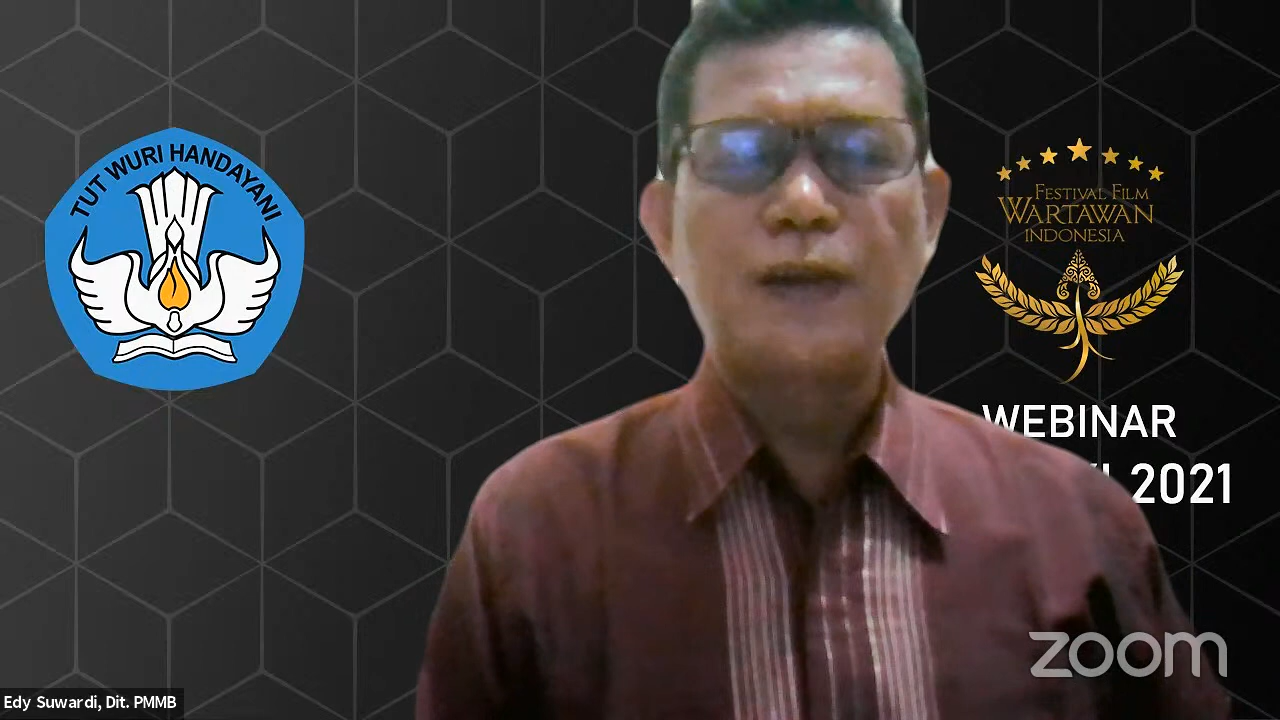 TUT WURI HANDAYANI
FESTIVAL FILM
WARTAWAN
INDONESIA
WEBINAR
2021
zoom
Edy Suwardi, Dit. PMMB